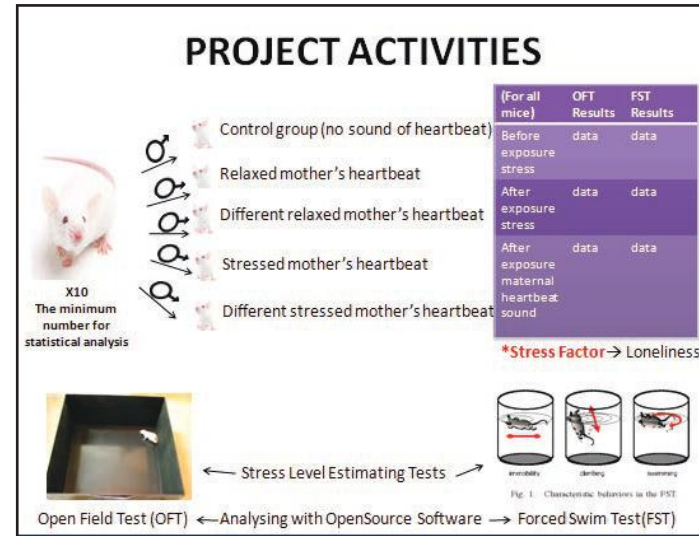 PROJECT ACTIVITIES
Control group (no sound of heartbeat)
Relaxed mother's heartbeat
Different relaxed mother's heartbeat
Stressed mother's heartbeat
Different stressed mother's heartbeat
X10
The minimum
number for
statistical analysis
(For all mice) OFT Results FST Results
Before exposure stress data data
After exposure stress data data
After exposure maternal heartbeat sound data data
*Stress Factor→ Loneliness
Stress Level Estimating Tests
immobility climbing swimming
Fig. 1. Characteristic behaviors in the FST
Open Field Test (OFT) ← Analysing with OpenSource Software → Forced Swim Test(FST)